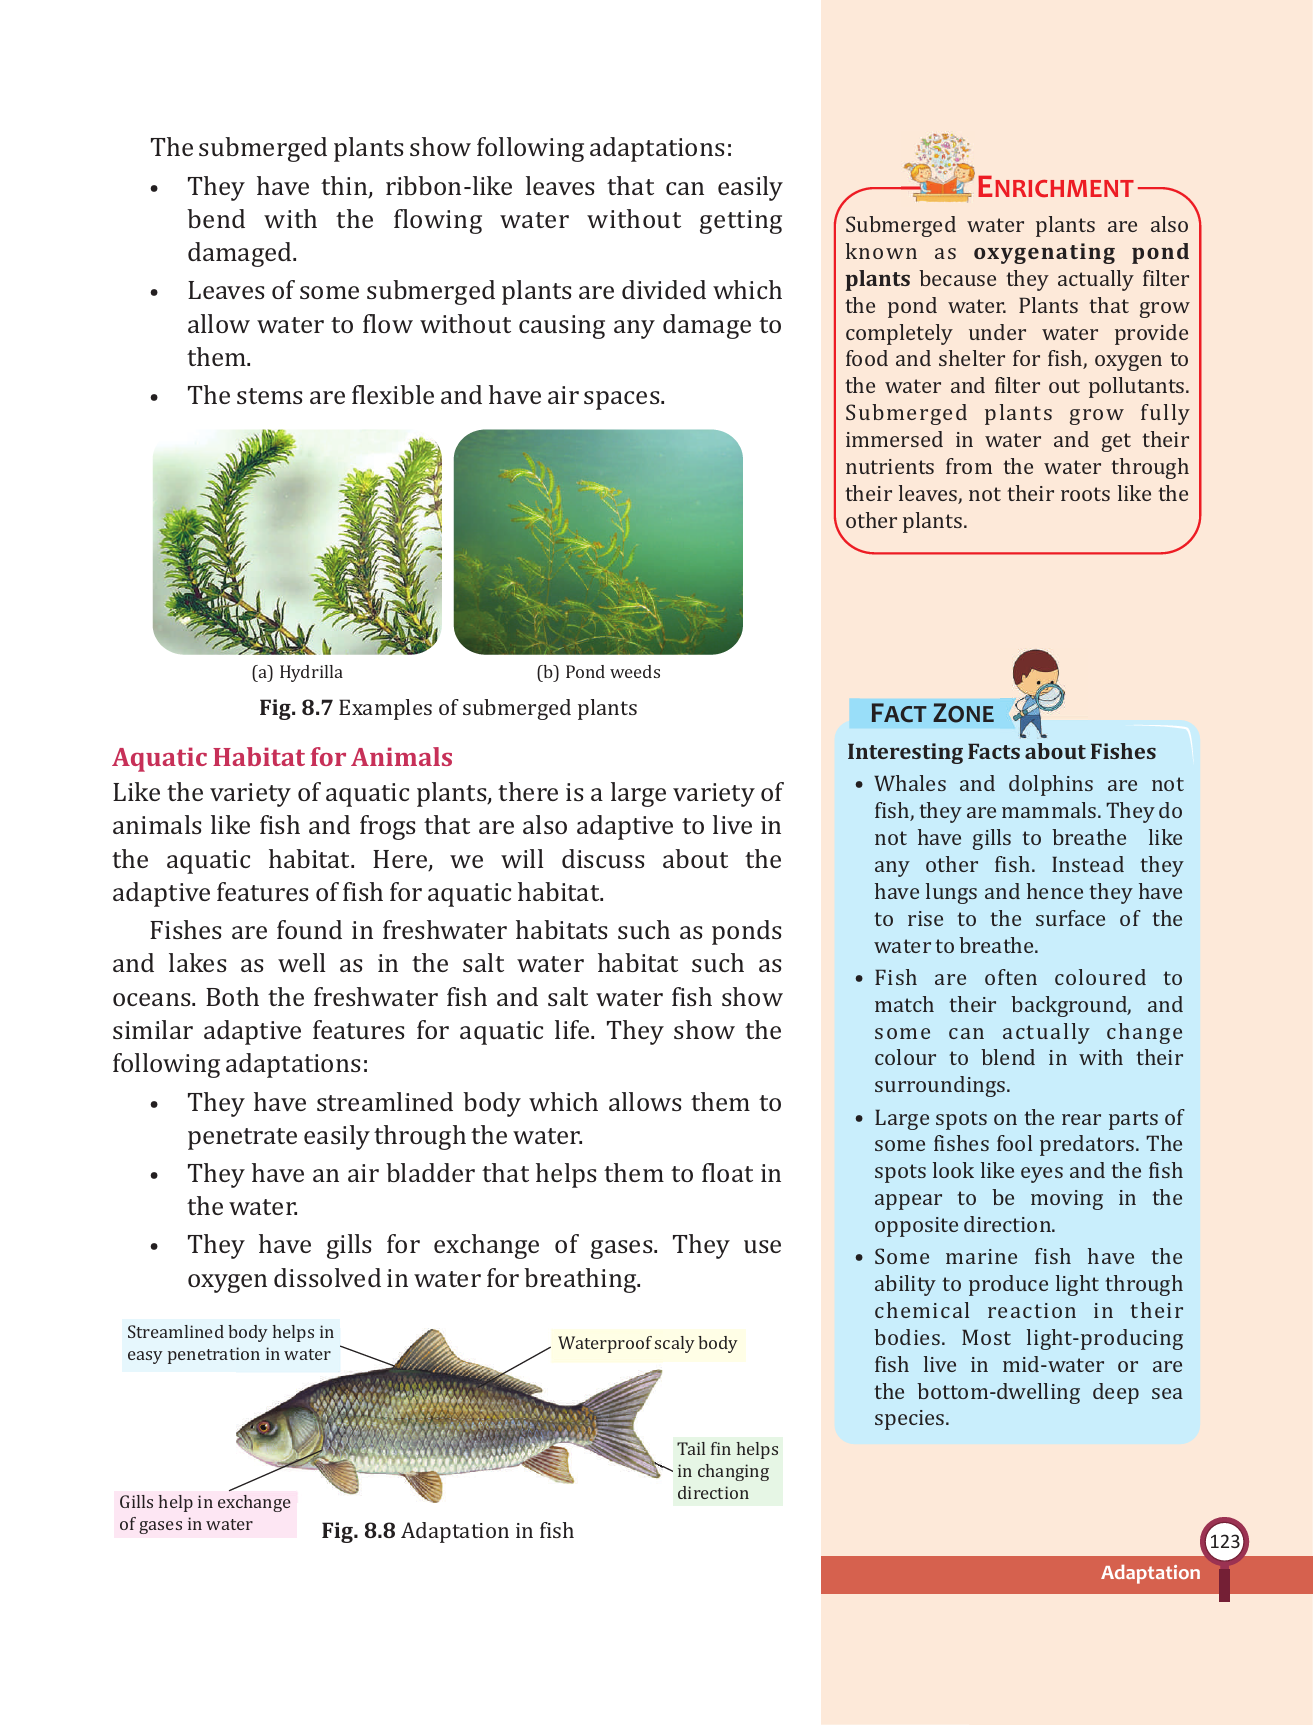 The submerged plants show following adaptations:
• They have thin, ribbon-like leaves that can easily
bend with the flowing water without getting
damaged.
• Leaves of some submerged plants are divided which
allow water to flow without causing any damage to
them.
• The stems are flexible and have air spaces.
(a) Hydrilla
(b) Pond weeds
Fig. 8.7 Examples of submerged plants
Aquatic Habitat for Animals
Like the variety of aquatic plants, there is a large variety of
animals like fish and frogs that are also adaptive to live in
the aquatic habitat. Here, we will discuss about the
adaptive features of fish for aquatic habitat.
Fishes are found in freshwater habitats such as ponds
and lakes as well as in the salt water habitat such as
oceans. Both the freshwater fish and salt water fish show
similar adaptive features for aquatic life. They show the
following adaptations:
• They have streamlined body which allows them to
penetrate easily through the water.
• They have an air bladder that helps them to float in
the water.
• They have gills for exchange of gases. They use
oxygen dissolved in water for breathing.
Streamlined body helps in
easy penetration in water
Waterproof scaly body
Tail fin helps
in changing
direction
Gills help in exchange
of gases in water
Fig. 8.8 Adaptation in fish
ENRICHMENT
Submerged water plants are also
known as oxygenating pond
plants because they actually filter
the pond water. Plants that grow
completely under water provide
food and shelter for fish, oxygen to
the water and filter out pollutants.
Submerged plants grow fully
immersed in water and get their
nutrients from the water through
their leaves, not their roots like the
other plants.
FACT ZONE
Interesting Facts about Fishes
• Whales and dolphins are not
fish, they are mammals. They do
not have gills to breathe like
any other fish. Instead they
have lungs and hence they have
to rise to the surface of the
water to breathe.
• Fish are often coloured to
match their background, and
some can actually change
colour to blend in with their
surroundings.
• Large spots on the rear parts of
some fishes fool predators. The
spots look like eyes and the fish
appear to be moving in the
opposite direction.
• Some marine fish have the
ability to produce light through
chemical reaction in their
bodies. Most light-producing
fish live in mid-water or are
the bottom-dwelling deep sea
species.
123
Adaptation